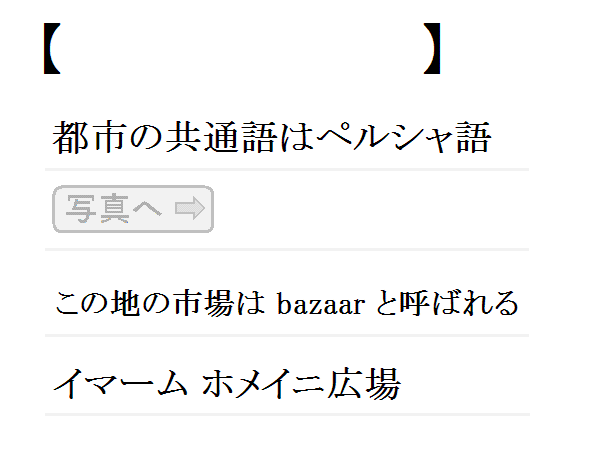 【　　　　　　　　　】
都市の共通語はペルシャ語
写真へ ⇨
この地の市場は bazaar と呼ばれる
イマーム ホメイニ広場